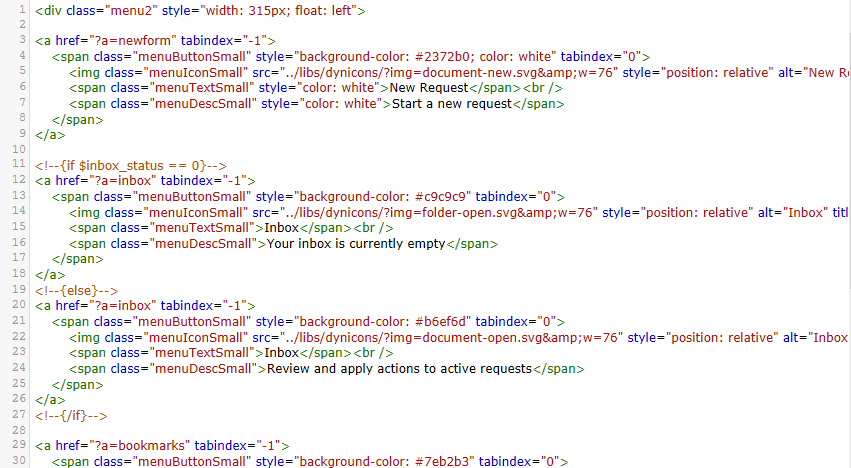 1 <div class="menu2" style="width: 315px; float: left">
2
3 <a href="?a=newform" tabindex="-1">
4 <span class="menuButtonSmall" style="background-color: #2372b0; color: white" tabindex="0">
5 <img class="menuIconSmall" src="../libs/dynicons/?img=document-new.svg&amp;w=76" style="position: relative" alt="New R
6 <span class="menuTextSmall" style="color: white">New Request</span><br />
7 <span class="menuDescSmall" style="color: white">Start a new request</span>
8 </span>
9 </a>
10
11 <!--{if $inbox_status == 0}-->
12 <a href="?a=inbox" tabindex="-1">
13 <span class="menuButtonSmall" style="background-color: #c9c9c9" tabindex="0">
14 <img class="menuIconSmall" src="../libs/dynicons/?img=folder-open.svg&amp;w=76" style="position: relative" alt="Inbox" titl
15 <span class="menuTextSmall">Inbox</span><br />
16 <span class="menuDescSmall">Your inbox is currently empty</span>
17 </span>
18 </a>
19 <!--{else}-->
20 <a href="?a=inbox" tabindex="-1">
21 <span class="menuButtonSmall" style="background-color: #b6ef6d" tabindex="0">
22 <img class="menuIconSmall" src="../libs/dynicons/?img=document-open.svg&amp;w=76" style="position: relative" alt="Inbox
23 <span class="menuTextSmall">Inbox</span><br />
24 <span class="menuDescSmall">Review and apply actions to active requests</span>
25 </span>
26 </a>
27 <!--{/if}-->
28
29 <a href="?a=bookmarks" tabindex="-1">
30 <span class="menuButtonSmall" style="background-color: #7eb2b3" tabindex="0">